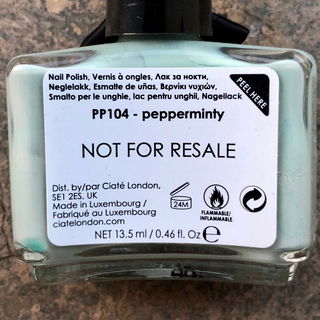 Nail Polish, Vernis à ongles, Лак за нокти,
Neglelakk, Esmalte de uñas, Βερνίκι νυχιών,
Smalto per le unghie, lac pentru unghii, Nagellack
PEEL HERE
PP104 - pepperminty
NOT FOR RESALE
Dist. by/par Ciaté London,
SE1 2ES, UK
Made in Luxembourg /
Fabriqué au Luxembourg
ciatelondon.com
24M
FLAMMABLE/
INFLAMMABLE
NET 13.5 ml / 0.46 fl. Oz ℮